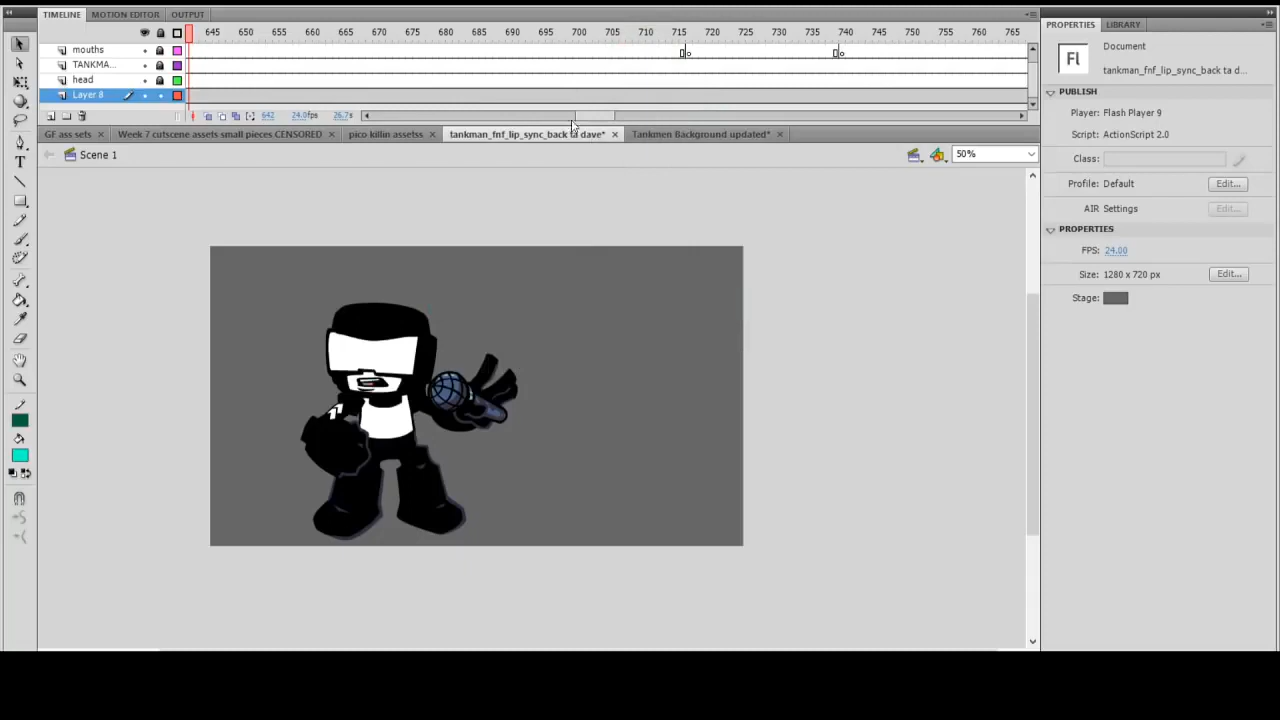 TIMELINE MOTION EDITOR OUTPUT
645 650 655 660 665 670 675 680 685 690 695 700 705 710 715 720 725 730 735 740 745 750 755 760 765
mouths
TANKMA...
head
Layer 8
642 24.0fps 26.7s
GF ass sets Week 7 cutscene assets small pieces CENSORED pico killin assetss tankman_fnf_lip_sync_back ta dave* Tankmen Background updated*
Scene 1 50%
PROPERTIES LIBRARY
Fl
Document
tankman_fnf_lip_sync_back ta d...
PUBLISH
Player: Flash Player 9
Script: ActionScript 2.0
Class:
Profile: Default Edit...
AIR Settings Edit...
PROPERTIES
FPS: 24.00
Size: 1280 x 720 px Edit...
Stage: